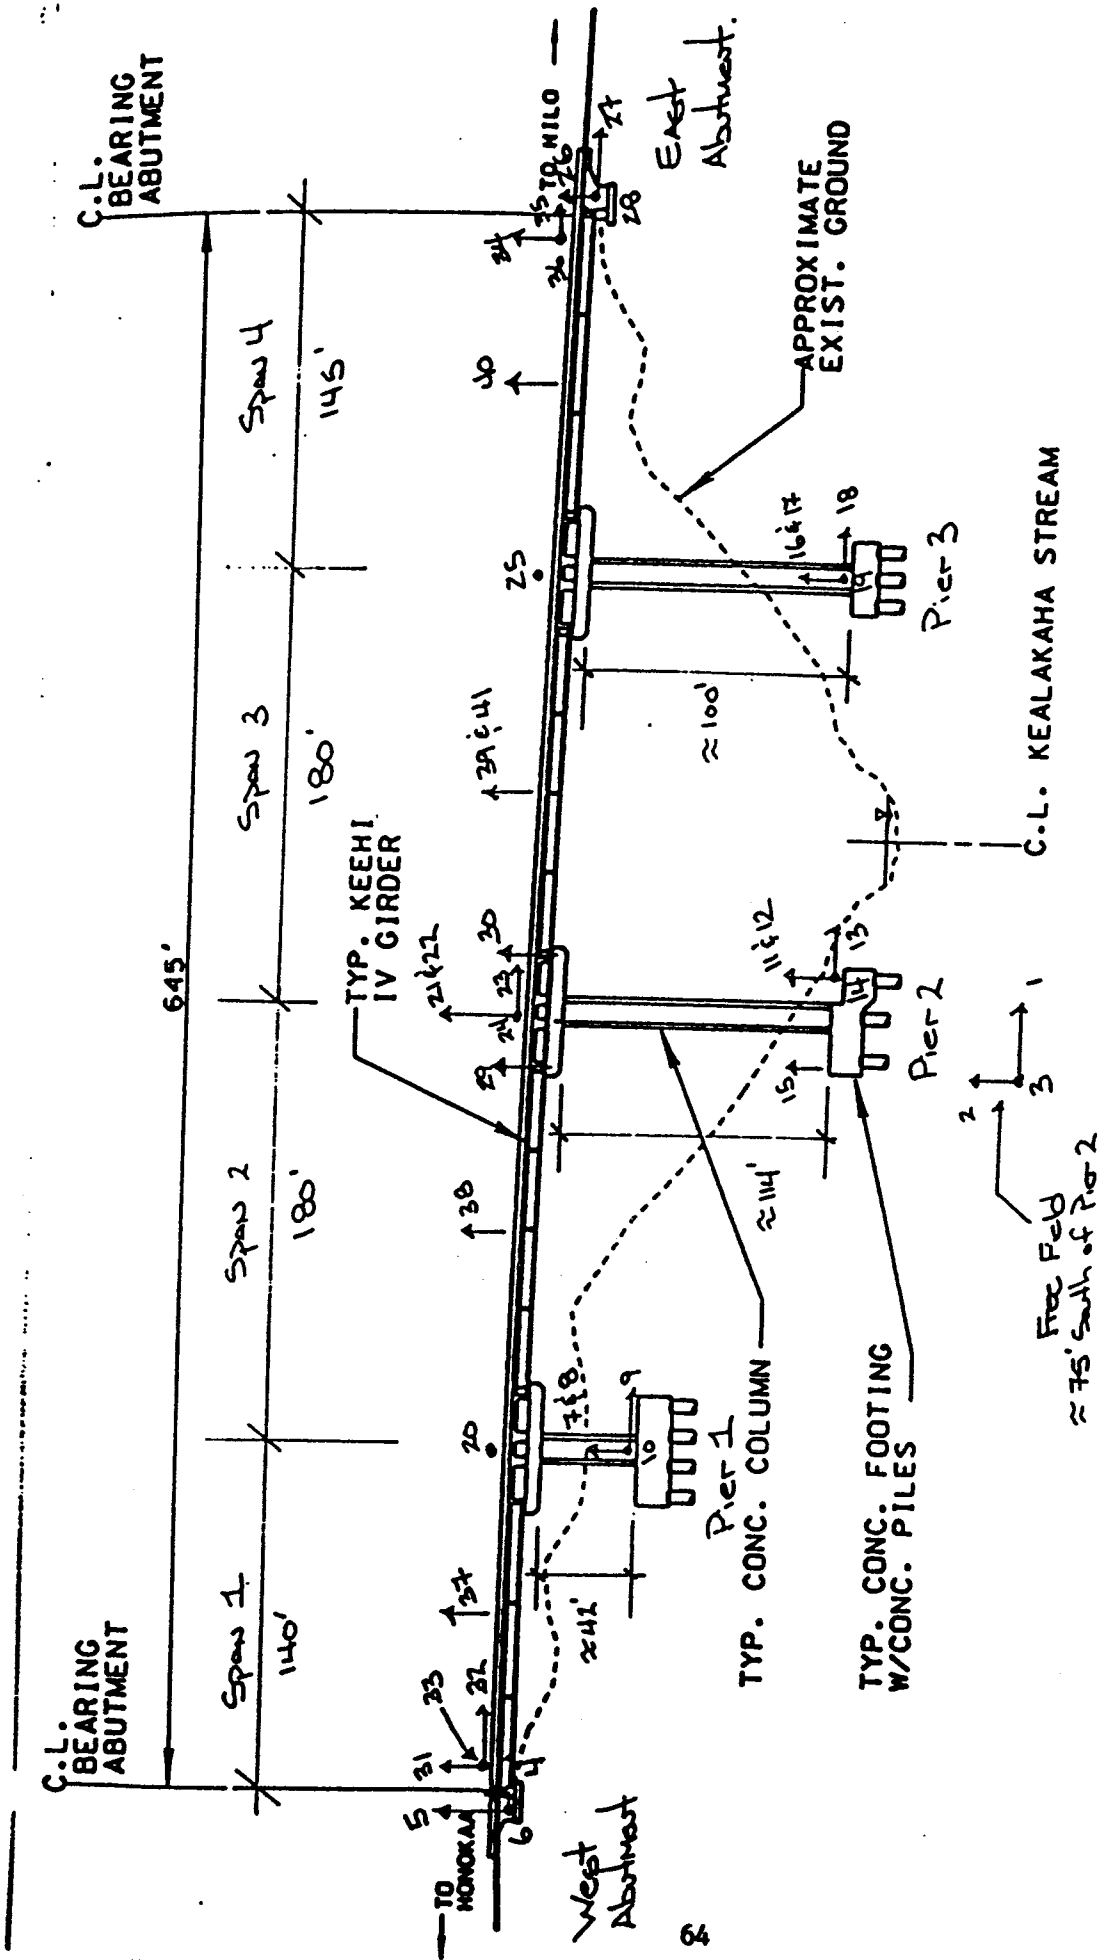 C.L.
BEARING
ABUTMENT
C.L.
BEARING
ABUTMENT
645'
Span 1
140'
Span 2
180'
Span 3
180'
Span 4
145'
TYP. KEEHI
IV GIRDER
TO
HONOKAA
TO HILO
5
6
31
33
32
4
37
20
38
29
24
21 & 22
23
30
39 & 41
25
40
34
35
36
26
27
28
West
Abutment
East
Abutment.
≈42'
7 & 8
9
10
Pier 1
≈114'
15
11 & 12
13
14
Pier 2
≈100'
16 & 17
18
19
Pier 3
APPROXIMATE
EXIST. GROUND
C.L. KEALAKAHA STREAM
TYP. CONC. COLUMN
TYP. CONC. FOOTING
W/CONC. PILES
2
1
3
Free Field
≈75' South of Pier 2
64